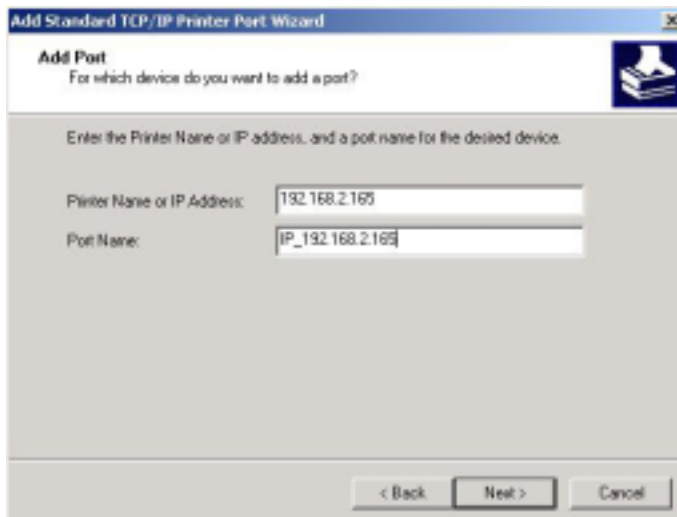 Add Standard TCP/IP Printer Port Wizard
Add Port
For which device do you want to add a port?
Enter the Printer Name or IP address, and a port name for the desired device.
Printer Name or IP Address: 192.168.2.165
Port Name: IP_192.168.2.165
< Back Next > Cancel